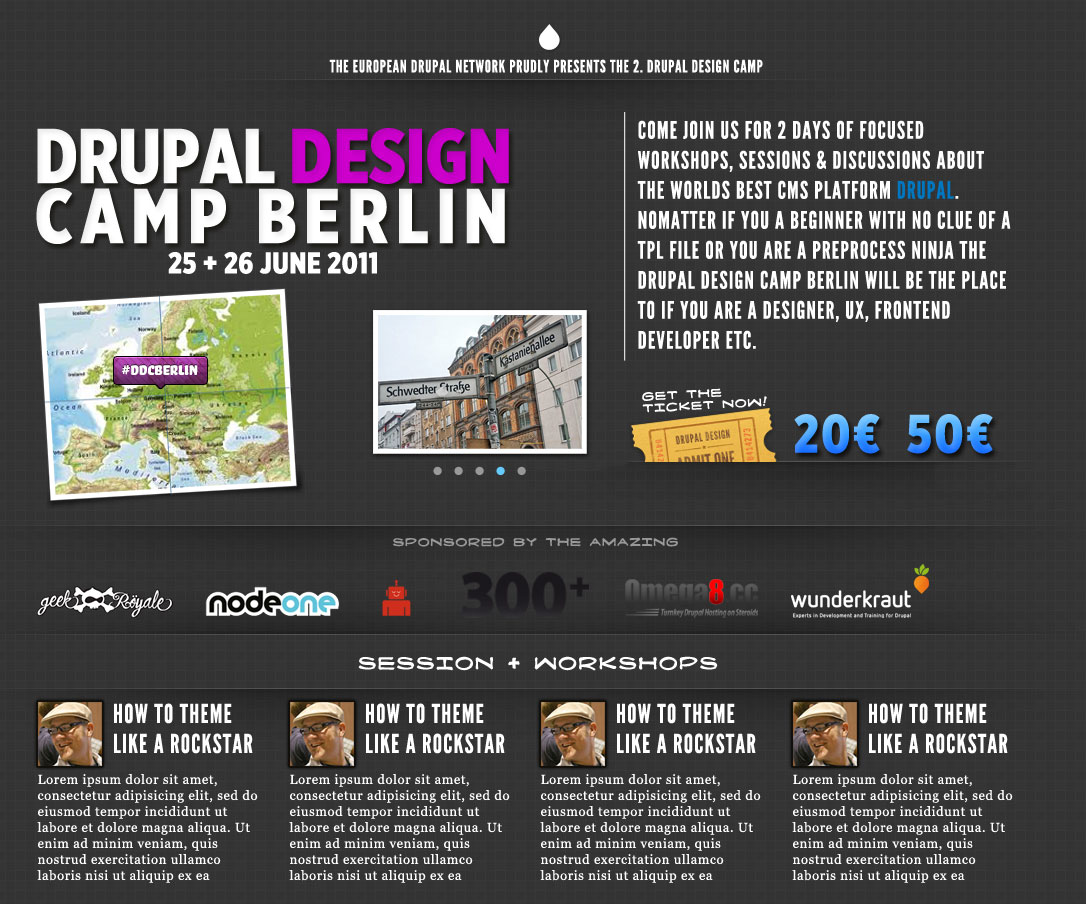 THE EUROPEAN DRUPAL NETWORK PRUDLY PRESENTS THE 2. DRUPAL DESIGN CAMP
DRUPAL DESIGN
CAMP BERLIN
25 + 26 JUNE 2011
COME JOIN US FOR 2 DAYS OF FOCUSED
WORKSHOPS, SESSIONS & DISCUSSIONS ABOUT
THE WORLDS BEST CMS PLATFORM DRUPAL.
NOMATTER IF YOU A BEGINNER WITH NO CLUE OF A
TPL FILE OR YOU ARE A PREPROCESS NINJA THE
DRUPAL DESIGN CAMP BERLIN WILL BE THE PLACE
TO IF YOU ARE A DESIGNER, UX, FRONTEND
DEVELOPER ETC.
Iceland
Norway
Atlantic
Russia
#DDCBERLIN
Ireland
Ocean
Germany
France
Black Sea
Spain
Italy
Schwedter Straße
Kastanienallee
GET THE
TICKET NOW!
DRUPAL DESIGN
ADMIT ONE
20€ 50€
SPONSORED BY THE AMAZING
geek Röyale
nodeone
300+
Omega8.cc
Turnkey Drupal Hosting on Steroids
wunderkraut
Experts in Development and Training for Drupal
SESSION + WORKSHOPS
HOW TO THEME
LIKE A ROCKSTAR
Lorem ipsum dolor sit amet,
consectetur adipisicing elit, sed do
eiusmod tempor incididunt ut
labore et dolore magna aliqua. Ut
enim ad minim veniam, quis
nostrud exercitation ullamco
laboris nisi ut aliquip ex ea
HOW TO THEME
LIKE A ROCKSTAR
Lorem ipsum dolor sit amet,
consectetur adipisicing elit, sed do
eiusmod tempor incididunt ut
labore et dolore magna aliqua. Ut
enim ad minim veniam, quis
nostrud exercitation ullamco
laboris nisi ut aliquip ex ea
HOW TO THEME
LIKE A ROCKSTAR
Lorem ipsum dolor sit amet,
consectetur adipisicing elit, sed do
eiusmod tempor incididunt ut
labore et dolore magna aliqua. Ut
enim ad minim veniam, quis
nostrud exercitation ullamco
laboris nisi ut aliquip ex ea
HOW TO THEME
LIKE A ROCKSTAR
Lorem ipsum dolor sit amet,
consectetur adipisicing elit, sed do
eiusmod tempor incididunt ut
labore et dolore magna aliqua. Ut
enim ad minim veniam, quis
nostrud exercitation ullamco
laboris nisi ut aliquip ex ea